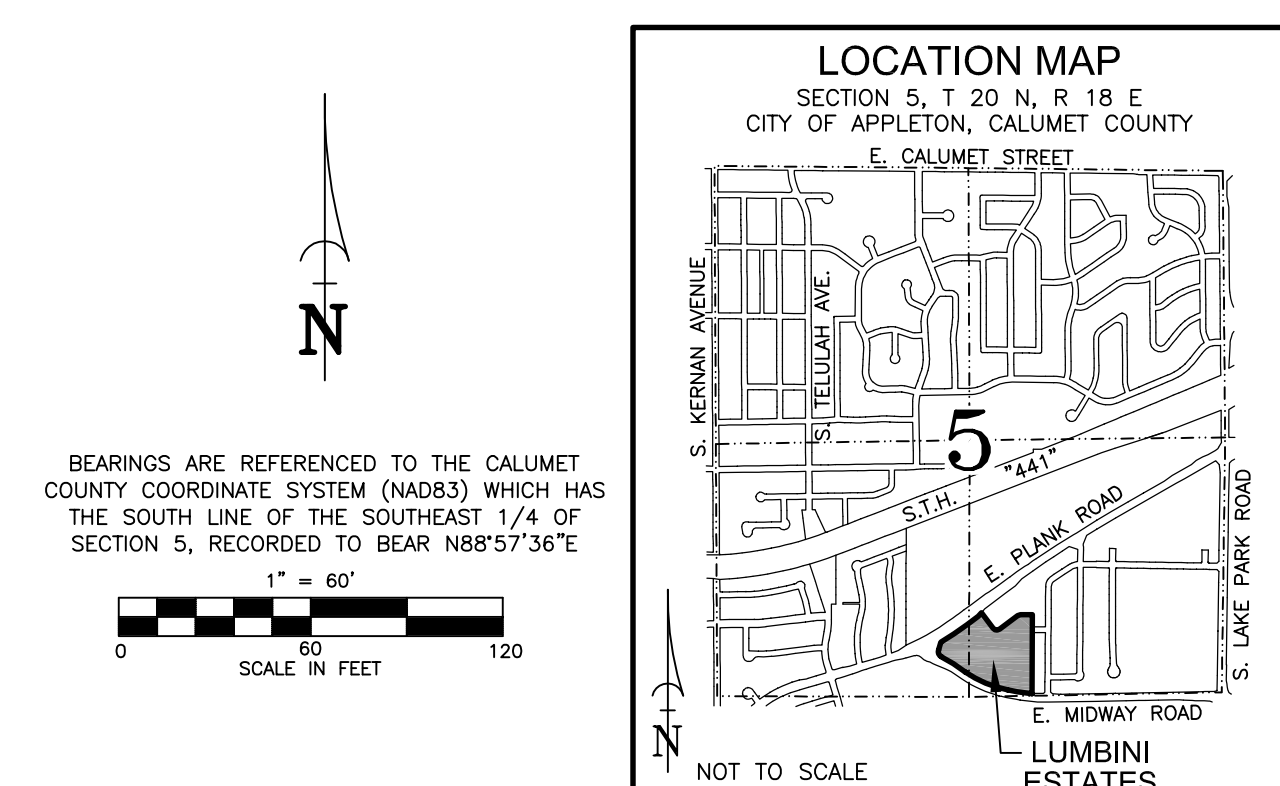 N
BEARINGS ARE REFERENCED TO THE CALUMET
COUNTY COORDINATE SYSTEM (NAD83) WHICH HAS
THE SOUTH LINE OF THE SOUTHEAST 1/4 OF
SECTION 5, RECORDED TO BEAR N88°57'36"E
1" = 60'
0 60 120
SCALE IN FEET
LOCATION MAP
SECTION 5, T 20 N, R 18 E
CITY OF APPLETON, CALUMET COUNTY
E. CALUMET STREET
S. KERNAN AVENUE
S. TELULAH AVE.
5
S.T.H. "441"
E. PLANK ROAD
S. LAKE PARK ROAD
E. MIDWAY ROAD
N
NOT TO SCALE
LUMBINI
ESTATES